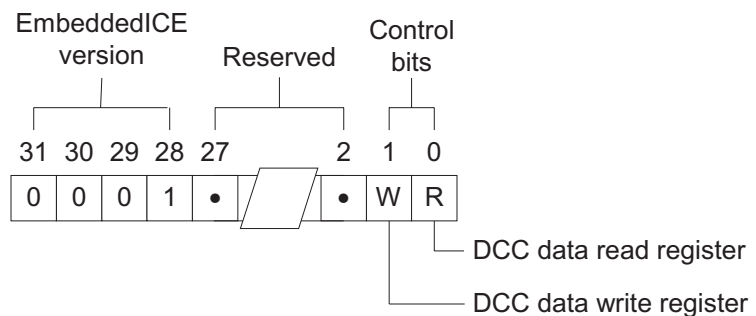 EmbeddedICE
version
Reserved
Control
bits
31 30 29 28 27 2 1 0
0 0 0 1 • • W R
DCC data read register
DCC data write register